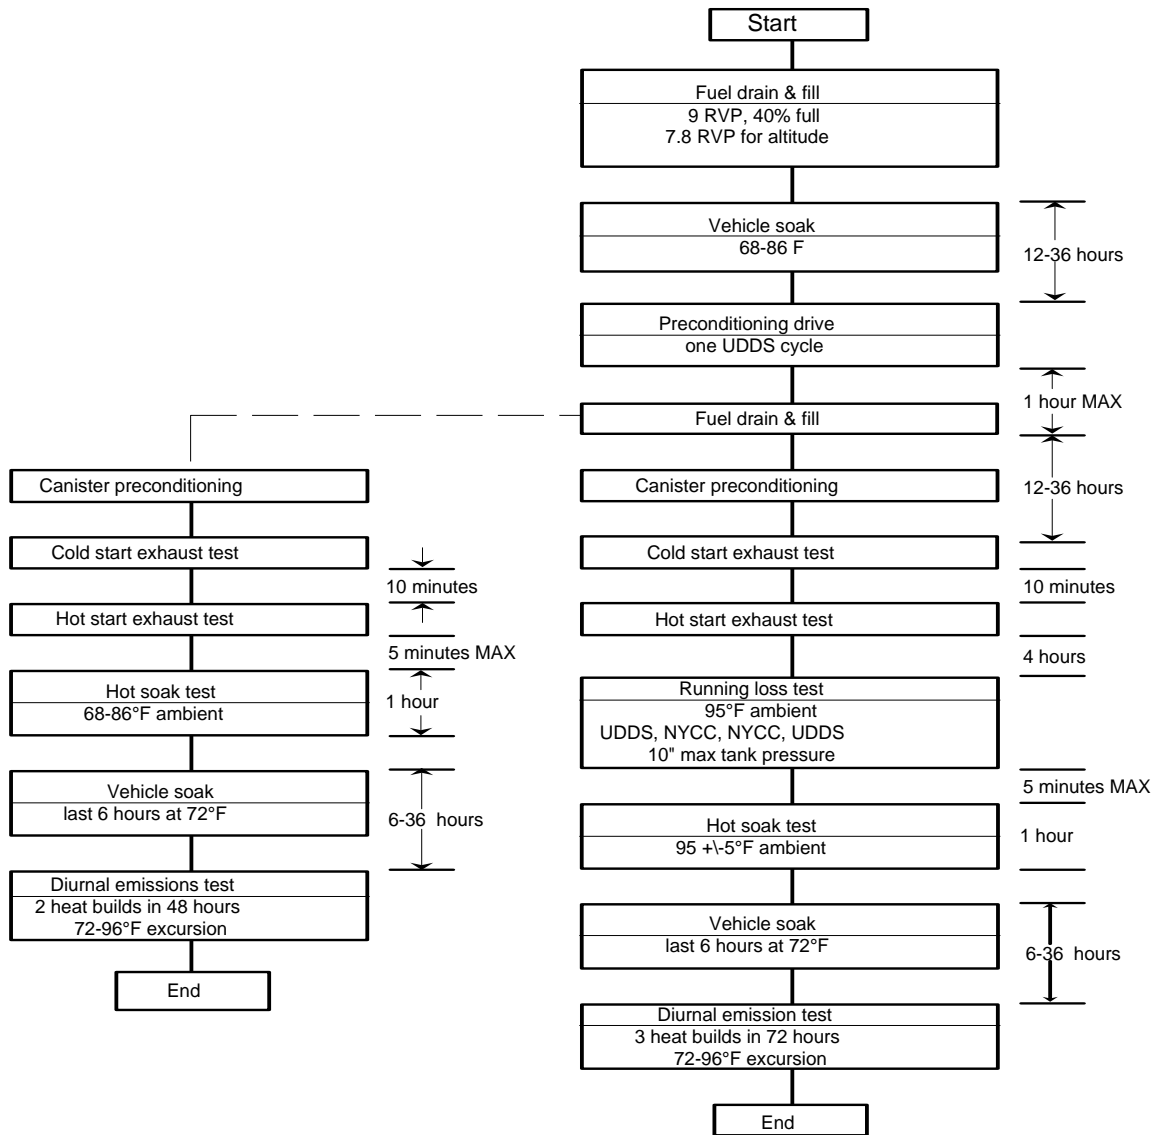 Start
Fuel drain & fill
9 RVP, 40% full
7.8 RVP for altitude
Vehicle soak
68-86 F
12-36 hours
Preconditioning drive
one UDDS cycle
1 hour MAX
Fuel drain & fill
Canister preconditioning
12-36 hours
Cold start exhaust test
10 minutes
Hot start exhaust test
4 hours
Running loss test
95°F ambient
UDDS, NYCC, NYCC, UDDS
10" max tank pressure
5 minutes MAX
Hot soak test
95 +\-5°F ambient
1 hour
Vehicle soak
last 6 hours at 72°F
6-36 hours
Diurnal emission test
3 heat builds in 72 hours
72-96°F excursion
End
Canister preconditioning
Cold start exhaust test
10 minutes
Hot start exhaust test
5 minutes MAX
Hot soak test
68-86°F ambient
1 hour
Vehicle soak
last 6 hours at 72°F
6-36 hours
Diurnal emissions test
2 heat builds in 48 hours
72-96°F excursion
End